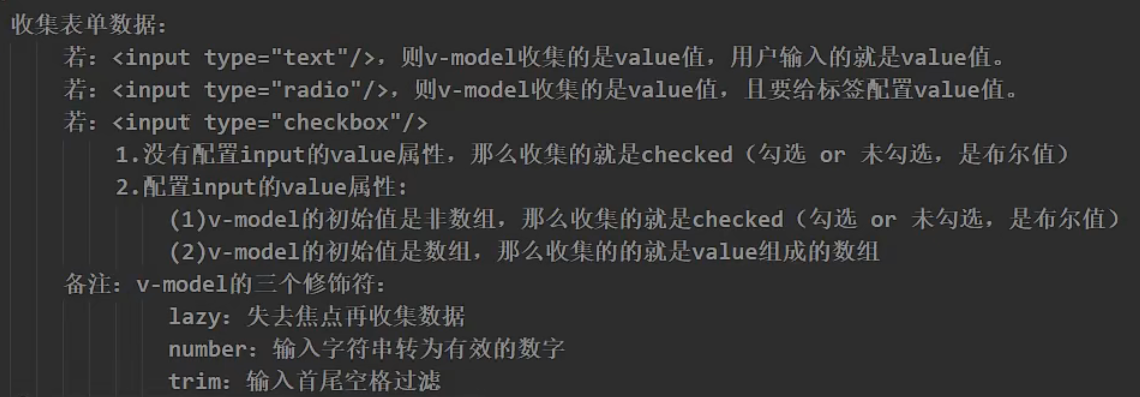 收集表单数据：
若：<input type="text"/>，则v-model收集的是value值，用户输入的就是value值。
若：<input type="radio"/>，则v-model收集的是value值，且要给标签配置value值。
若：<input type="checkbox"/>
1.没有配置input的value属性，那么收集的就是checked（勾选 or 未勾选，是布尔值）
2.配置input的value属性:
(1)v-model的初始值是非数组，那么收集的就是checked（勾选 or 未勾选，是布尔值）
(2)v-model的初始值是数组，那么收集的的就是value组成的数组
备注：v-model的三个修饰符：
lazy：失去焦点再收集数据
number：输入字符串转为有效的数字
trim：输入首尾空格过滤